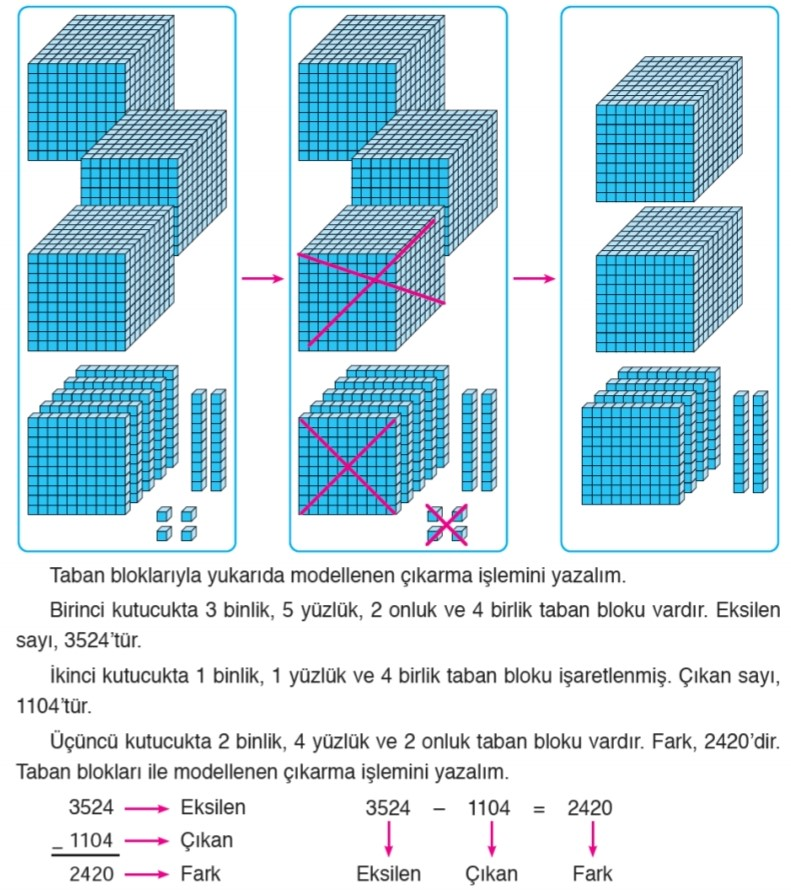 Taban bloklarıyla yukarıda modellenen çıkarma işlemini yazalım.
Birinci kutucukta 3 binlik, 5 yüzlük, 2 onluk ve 4 birlik taban bloku vardır. Eksilen
sayı, 3524’tür.
İkinci kutucukta 1 binlik, 1 yüzlük ve 4 birlik taban bloku işaretlenmiş. Çıkan sayı,
1104’tür.
Üçüncü kutucukta 2 binlik, 4 yüzlük ve 2 onluk taban bloku vardır. Fark, 2420’dir.
Taban blokları ile modellenen çıkarma işlemini yazalım.
3524 Eksilen
– 1104 Çıkan
2420 Fark
3524 – 1104 = 2420
Eksilen Çıkan Fark